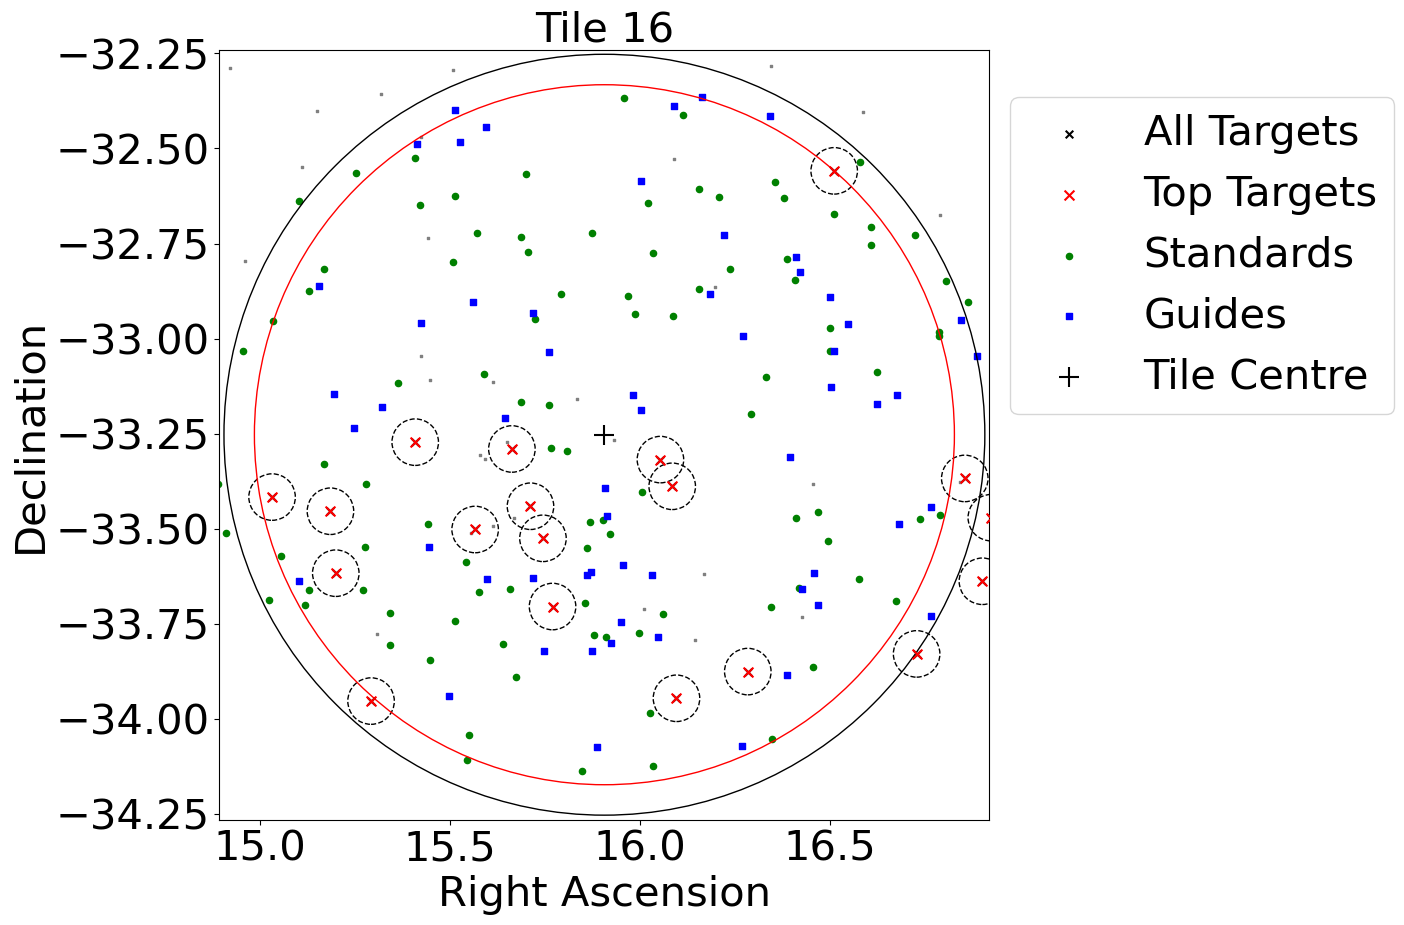 Tile 16
−32.25
−32.50
−32.75
−33.00
−33.25
−33.50
−33.75
−34.00
−34.25
Declination
15.0 15.5 16.0 16.5
Right Ascension
All Targets
Top Targets
Standards
Guides
Tile Centre